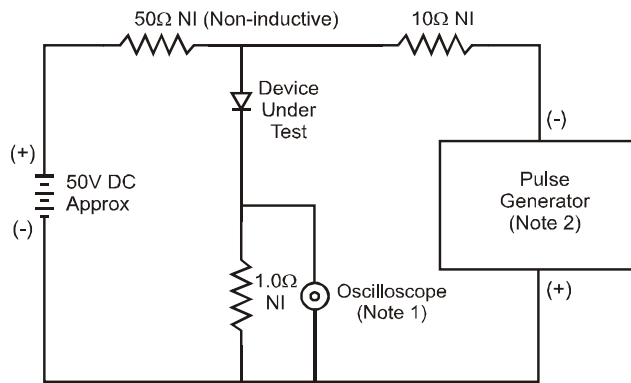 50Ω NI (Non-inductive)
10Ω NI
Device
Under
Test
(+)
50V DC
Approx
(-)
(-)
Pulse
Generator
(Note 2)
(+)
1.0Ω
NI
Oscilloscope
(Note 1)